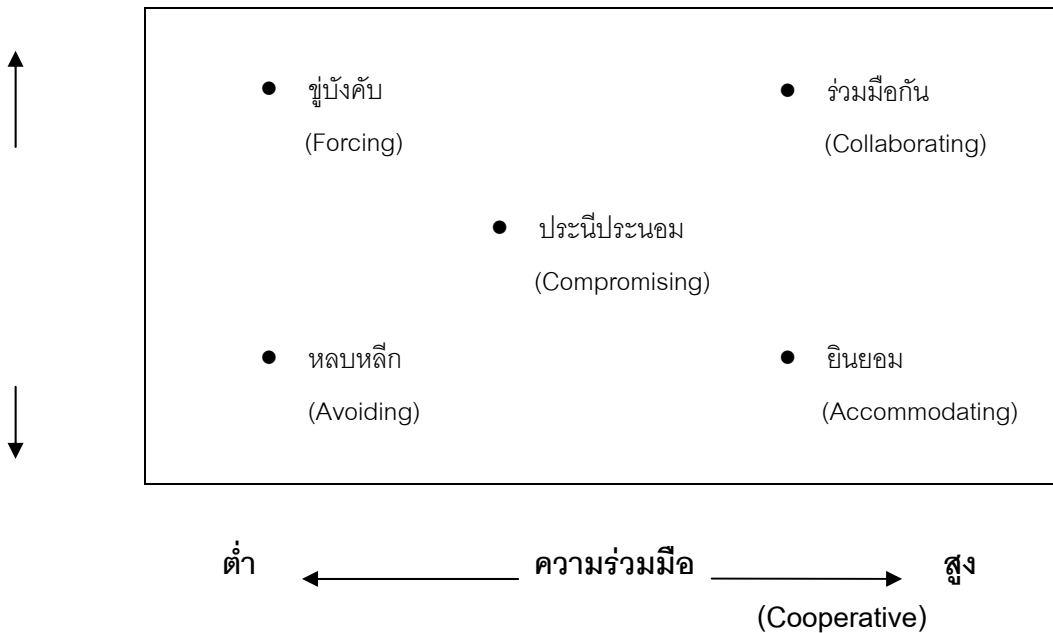 ขู่บังคับ
(Forcing)
ร่วมมือกัน
(Collaborating)
ประนีประนอม
(Compromising)
หลบหลีก
(Avoiding)
ยินยอม
(Accommodating)
ต่ำ ความร่วมมือ สูง
(Cooperative)